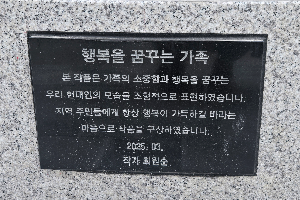 행복을 꿈꾸는 가족
본 작품은 가족의 소중함과 행복을 꿈꾸는
우리 현대인의 모습을 조형적으로 표현하였습니다.
지역 주민들에게 항상 행복이 가득하길 바라는
마음으로 작품을 구상하였습니다.
2025. 03.
작가 최원순